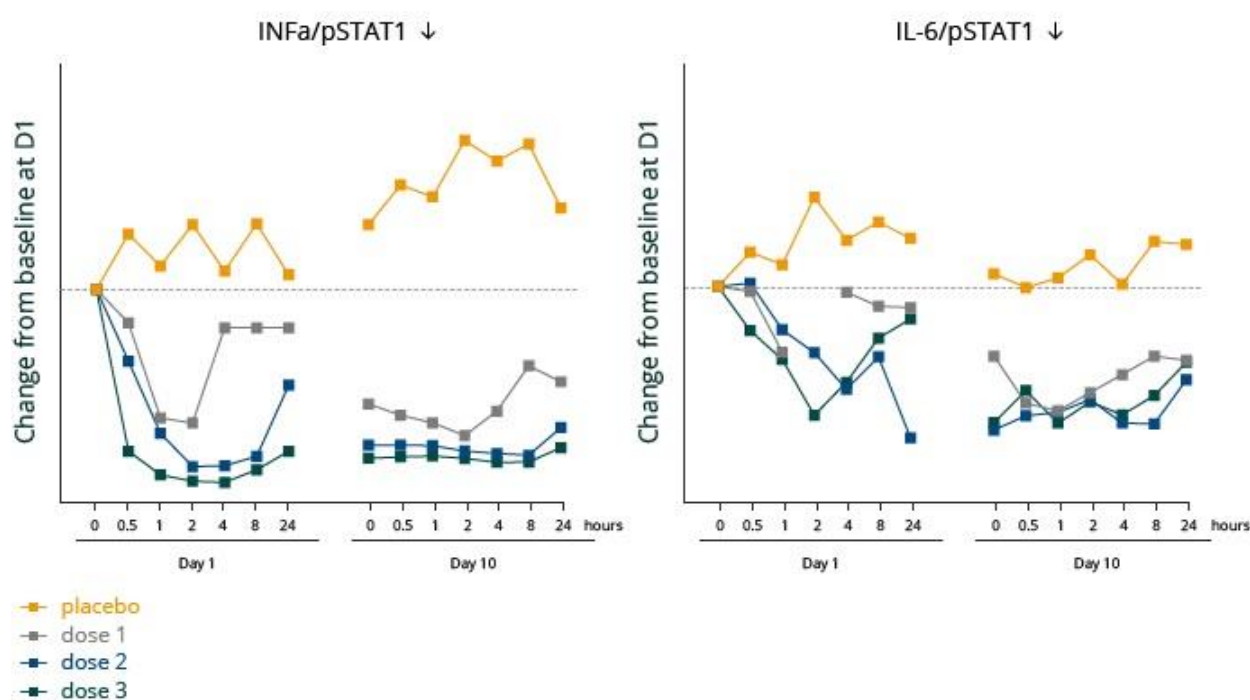 INFa/pSTAT1 ↓
Change from baseline at D1
0 0.5 1 2 4 8 24
0 0.5 1 2 4 8 24 hours
Day 1
Day 10
IL-6/pSTAT1 ↓
Change from baseline at D1
0 0.5 1 2 4 8 24
0 0.5 1 2 4 8 24 hours
Day 1
Day 10
placebo
dose 1
dose 2
dose 3